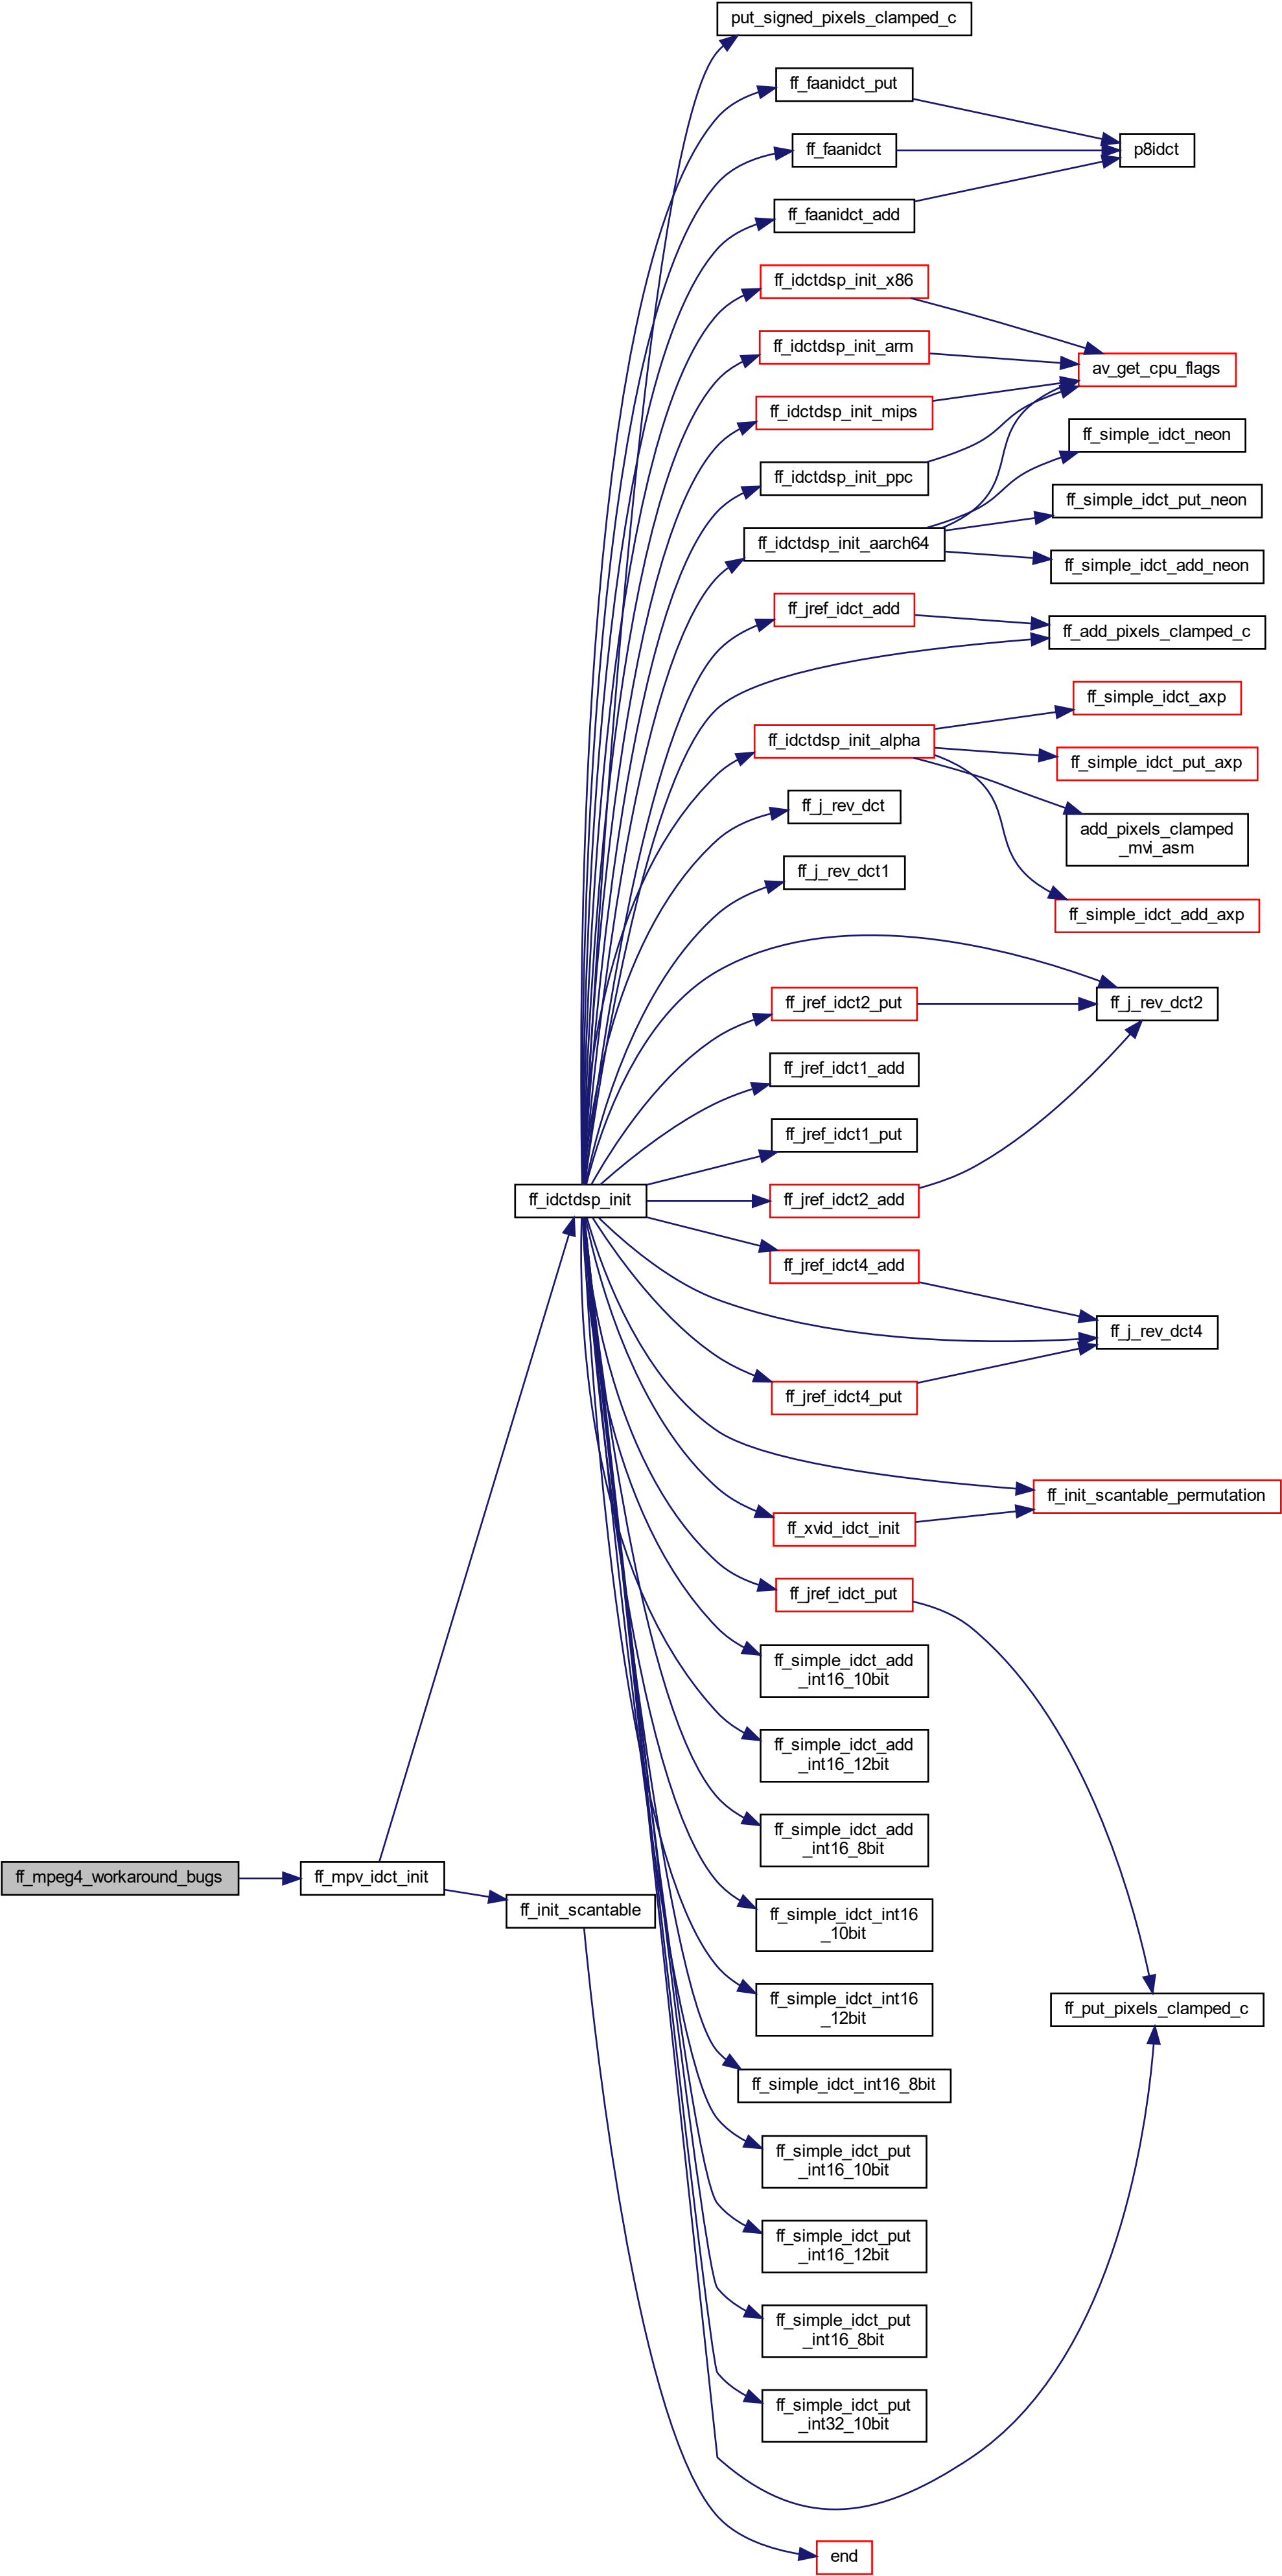 put_signed_pixels_clamped_c
ff_faanidct_put
ff_faanidct
p8idct
ff_faanidct_add
ff_idctdsp_init_x86
ff_idctdsp_init_arm
av_get_cpu_flags
ff_idctdsp_init_mips
ff_simple_idct_neon
ff_idctdsp_init_ppc
ff_simple_idct_put_neon
ff_idctdsp_init_aarch64
ff_simple_idct_add_neon
ff_jref_idct_add
ff_add_pixels_clamped_c
ff_simple_idct_axp
ff_idctdsp_init_alpha
ff_simple_idct_put_axp
ff_j_rev_dct
add_pixels_clamped
_mvi_asm
ff_j_rev_dct1
ff_simple_idct_add_axp
ff_jref_idct2_put
ff_j_rev_dct2
ff_jref_idct1_add
ff_jref_idct1_put
ff_idctdsp_init
ff_jref_idct2_add
ff_jref_idct4_add
ff_j_rev_dct4
ff_jref_idct4_put
ff_init_scantable_permutation
ff_xvid_idct_init
ff_jref_idct_put
ff_simple_idct_add
_int16_10bit
ff_simple_idct_add
_int16_12bit
ff_simple_idct_add
_int16_8bit
ff_mpeg4_workaround_bugs
ff_mpv_idct_init
ff_init_scantable
ff_simple_idct_int16
_10bit
ff_simple_idct_int16
_12bit
ff_put_pixels_clamped_c
ff_simple_idct_int16_8bit
ff_simple_idct_put
_int16_10bit
ff_simple_idct_put
_int16_12bit
ff_simple_idct_put
_int16_8bit
ff_simple_idct_put
_int32_10bit
end